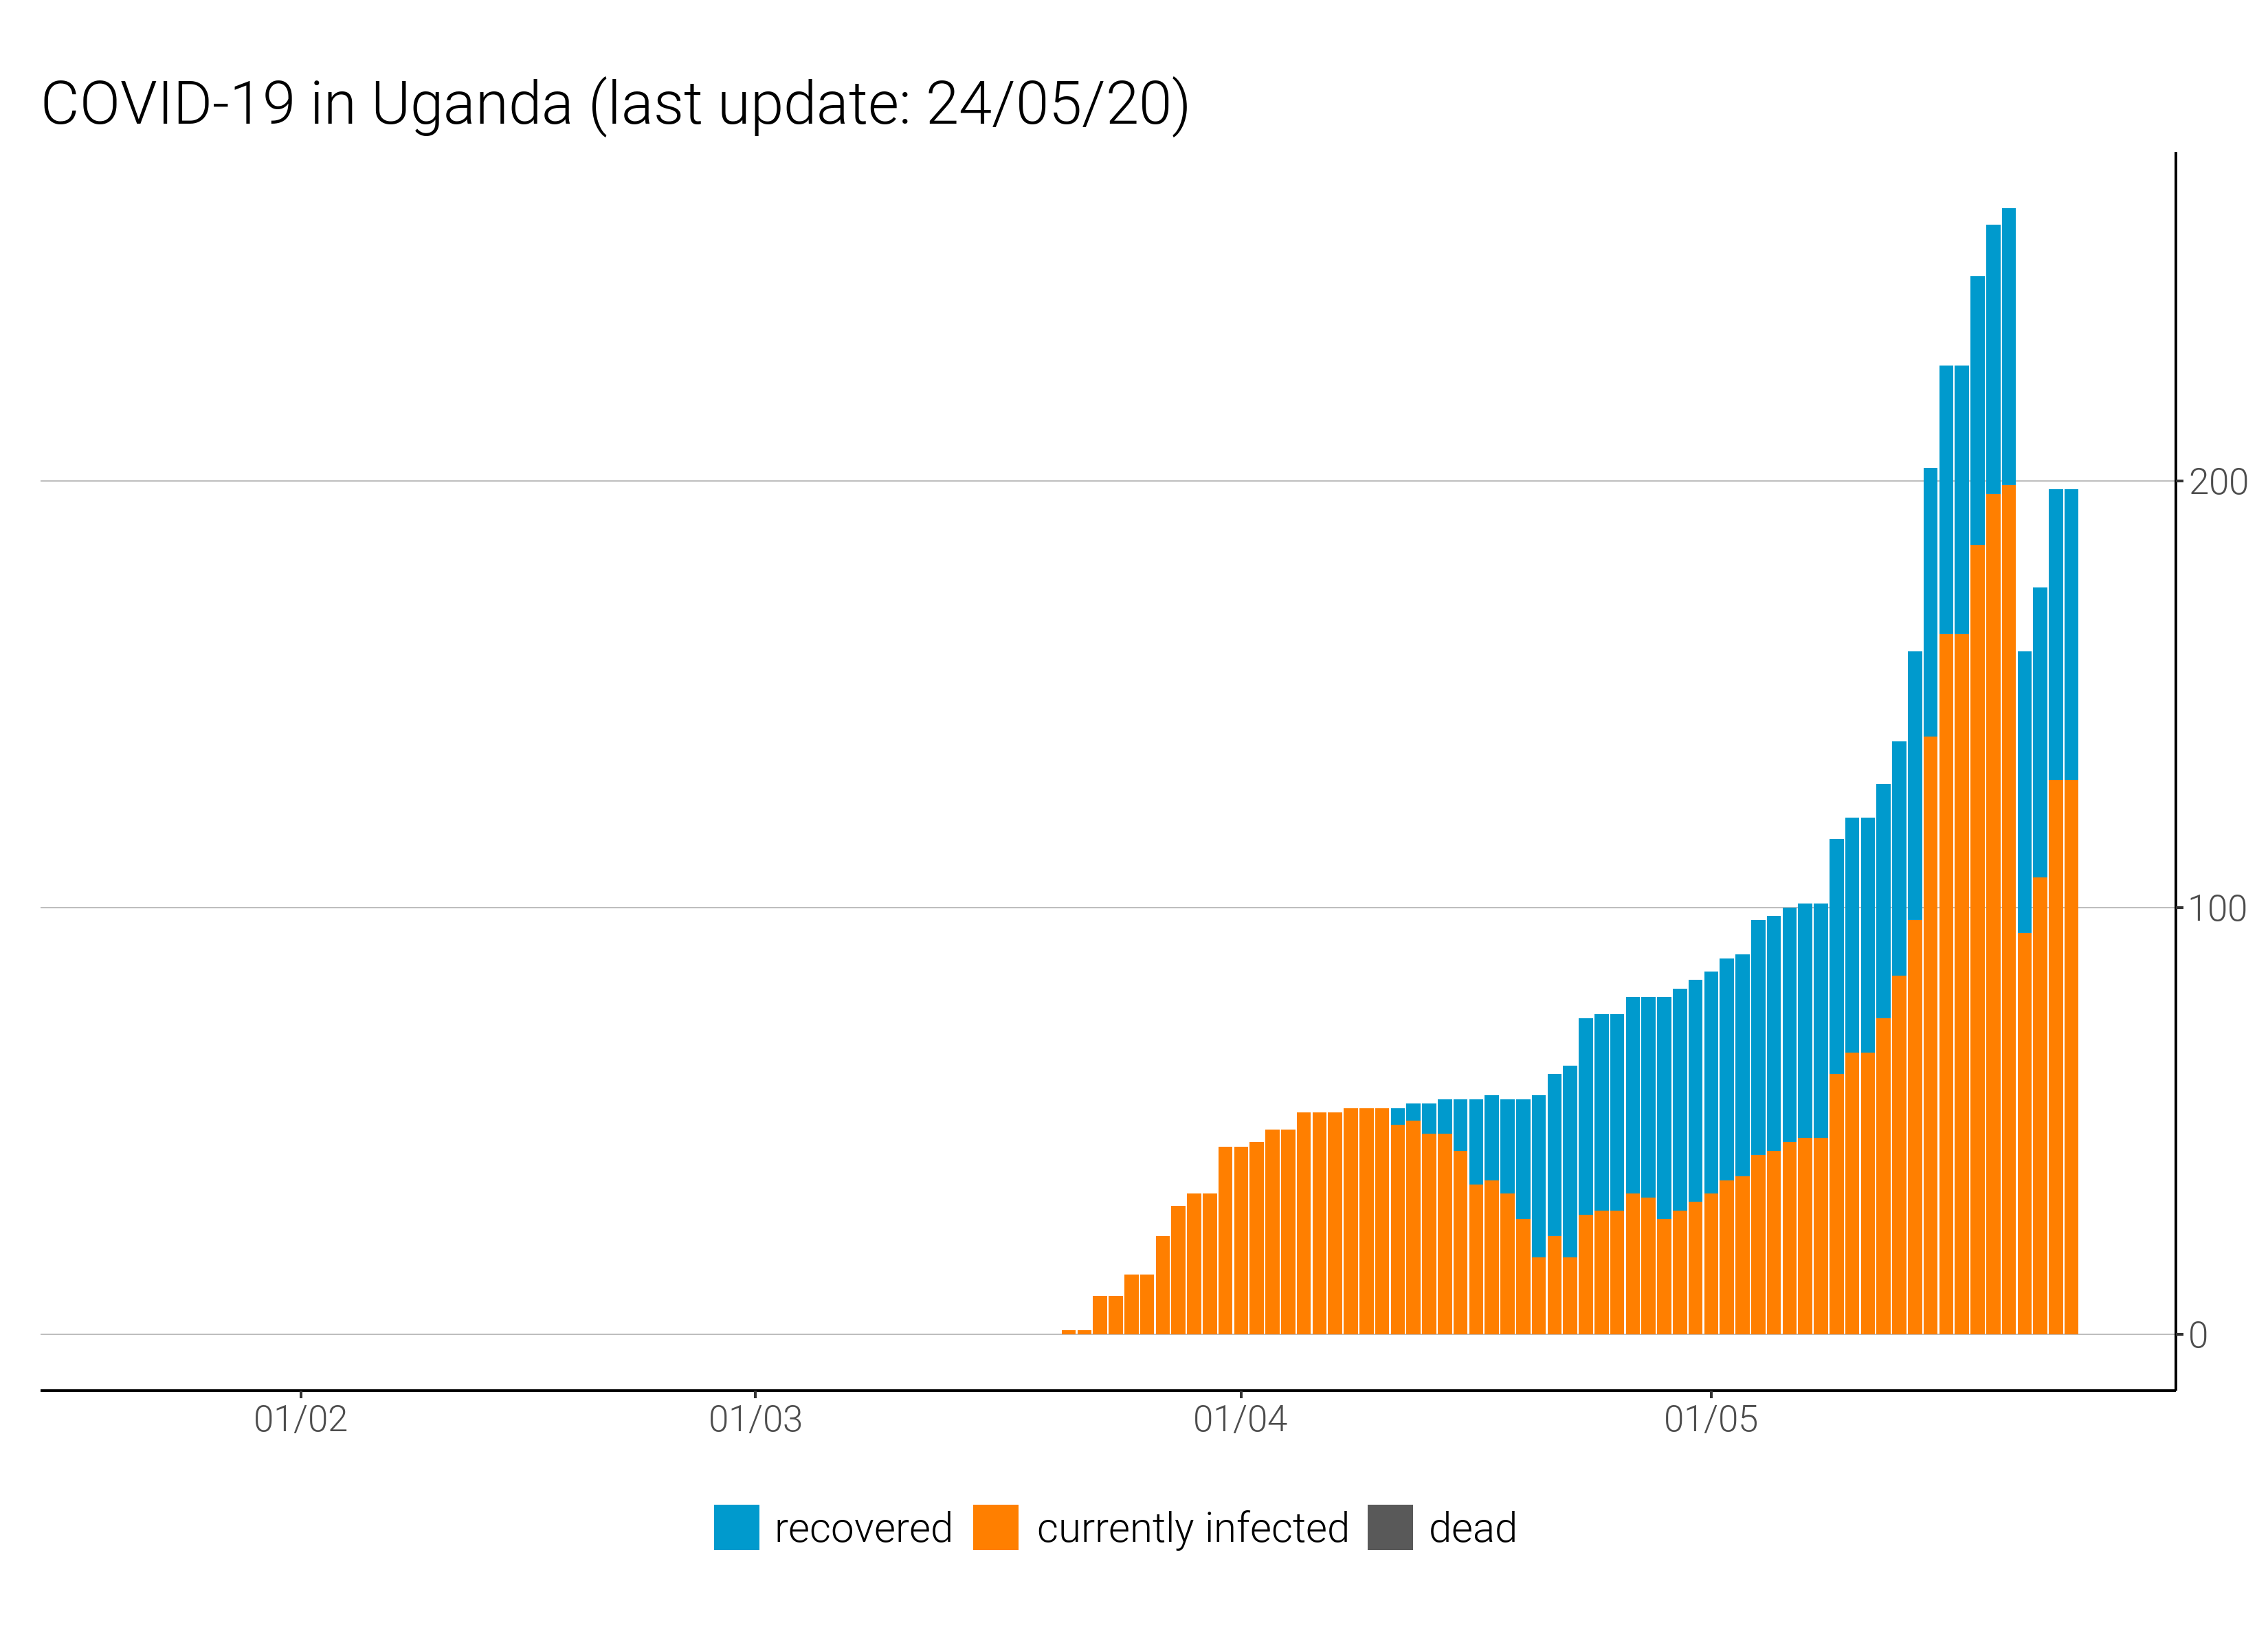 COVID-19 in Uganda (last update: 24/05/20)
200
100
0
01/02 01/03 01/04 01/05
recovered currently infected dead